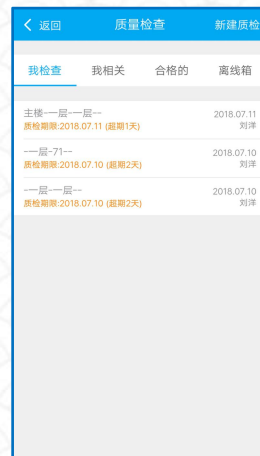 返回 质量检查 新建质检
我检查 我相关 合格的 离线箱
主楼-一层-一层-- 2018.07.11
质检期限:2018.07.11 (超期1天) 刘洋
-一层-71-- 2018.07.10
质检期限:2018.07.10 (超期2天) 刘洋
-一层-一层-- 2018.07.10
质检期限:2018.07.10 (超期2天) 刘洋